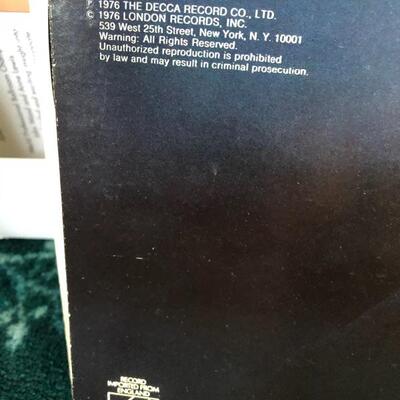 ℗ 1976 THE DECCA RECORD CO., LTD.
© 1976 LONDON RECORDS, INC.
539 West 25th Street, New York, N. Y. 10001
Warning: All Rights Reserved.
Unauthorized reproduction is prohibited
by law and may result in criminal prosecution.
RECORD
IMPORTED FROM
ENGLAND